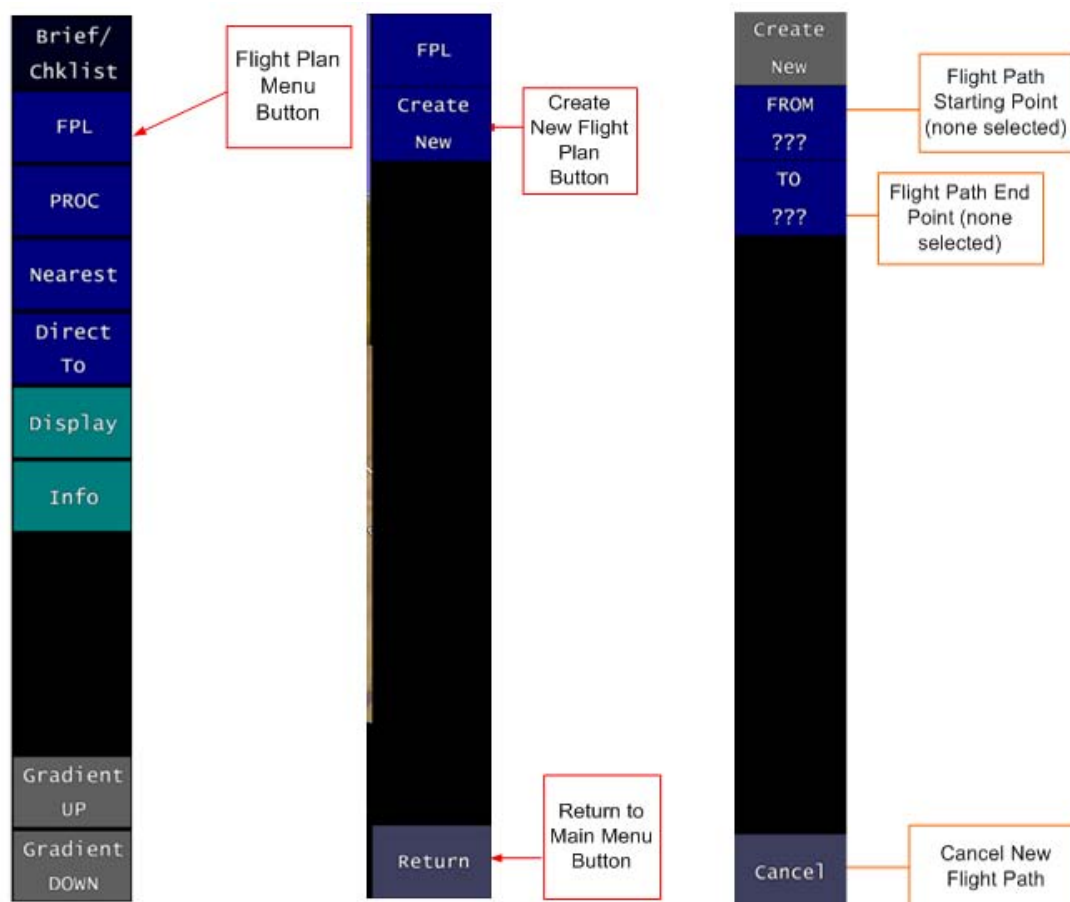 Brief/
Chklist
FPL
PROC
Nearest
Direct
To
Display
Info
Gradient
UP
Gradient
DOWN
Flight Plan
Menu
Button
FPL
Create
New
Return
Create
New Flight
Plan
Button
Return to
Main Menu
Button
Create
New
FROM
???
TO
???
Cancel
Flight Path
Starting Point
(none selected)
Flight Path End
Point (none
selected)
Cancel New
Flight Path